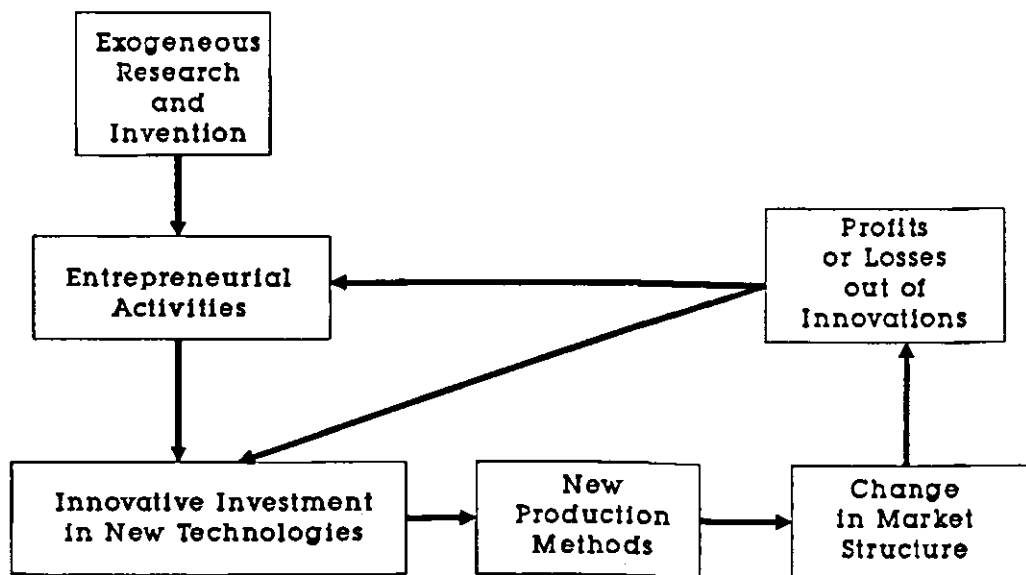 Exogeneous
Research
and
Invention
Entrepreneurial
Activities
Profits
or Losses
out of
Innovations
Innovative Investment
in New Technologies
New
Production
Methods
Change
in Market
Structure